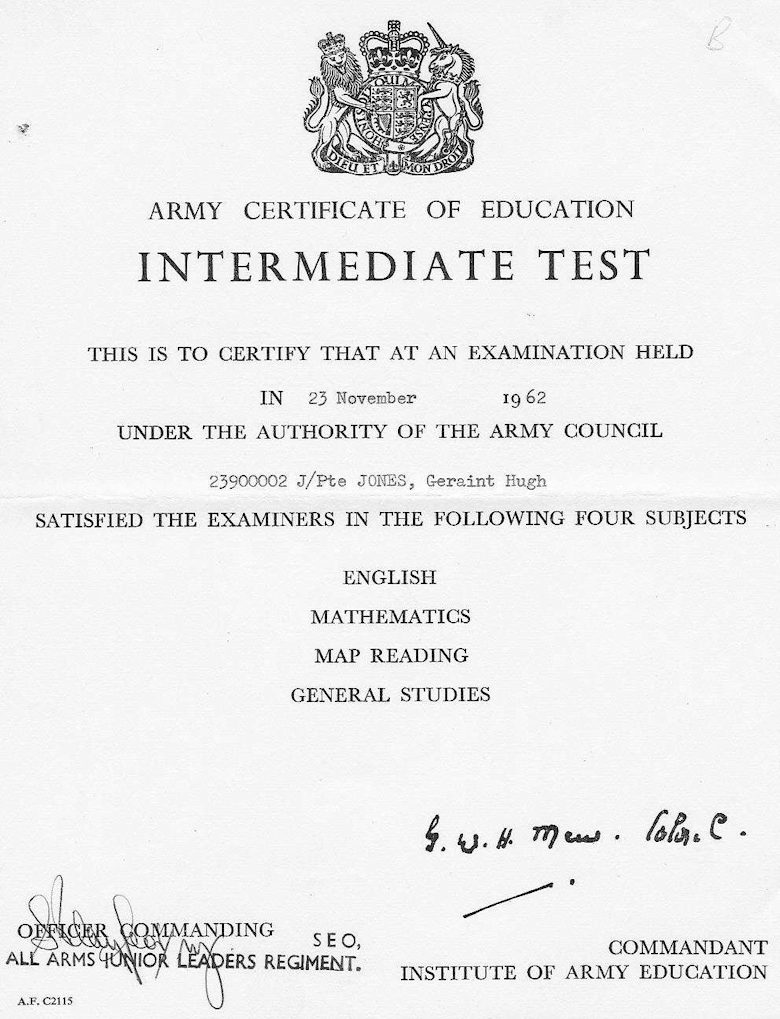 B
HONI SOIT QUI MAL Y PENSE
DIEU ET MON DROIT
ARMY CERTIFICATE OF EDUCATION
INTERMEDIATE TEST
THIS IS TO CERTIFY THAT AT AN EXAMINATION HELD
IN 23 November 1962
UNDER THE AUTHORITY OF THE ARMY COUNCIL
23900002 J/Pte JONES, Geraint Hugh
SATISFIED THE EXAMINERS IN THE FOLLOWING FOUR SUBJECTS
ENGLISH
MATHEMATICS
MAP READING
GENERAL STUDIES
G. W. H.
OFFICER COMMANDING SEO,
ALL ARMS JUNIOR LEADERS REGIMENT.
COMMANDANT
INSTITUTE OF ARMY EDUCATION
A.F. C2115